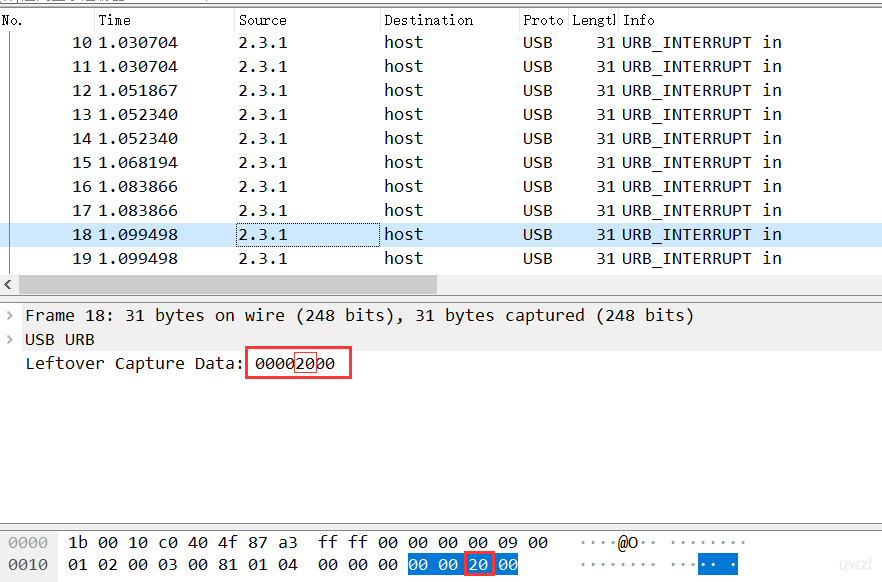 No. Time Source Destination Proto Lengtl Info
10 1.030704 2.3.1 host USB 31 URB_INTERRUPT in
11 1.030704 2.3.1 host USB 31 URB_INTERRUPT in
12 1.051867 2.3.1 host USB 31 URB_INTERRUPT in
13 1.052340 2.3.1 host USB 31 URB_INTERRUPT in
14 1.052340 2.3.1 host USB 31 URB_INTERRUPT in
15 1.068194 2.3.1 host USB 31 URB_INTERRUPT in
16 1.083866 2.3.1 host USB 31 URB_INTERRUPT in
17 1.083866 2.3.1 host USB 31 URB_INTERRUPT in
18 1.099498 2.3.1 host USB 31 URB_INTERRUPT in
19 1.099498 2.3.1 host USB 31 URB_INTERRUPT in
Frame 18: 31 bytes on wire (248 bits), 31 bytes captured (248 bits)
USB URB
Leftover Capture Data: 00002000
0000 1b 00 10 c0 40 4f 87 a3 ff ff 00 00 00 00 09 00 ····@O·· ········
0010 01 02 00 03 00 81 01 04 00 00 00 00 00 20 00 ········ ····· ·
qwzf